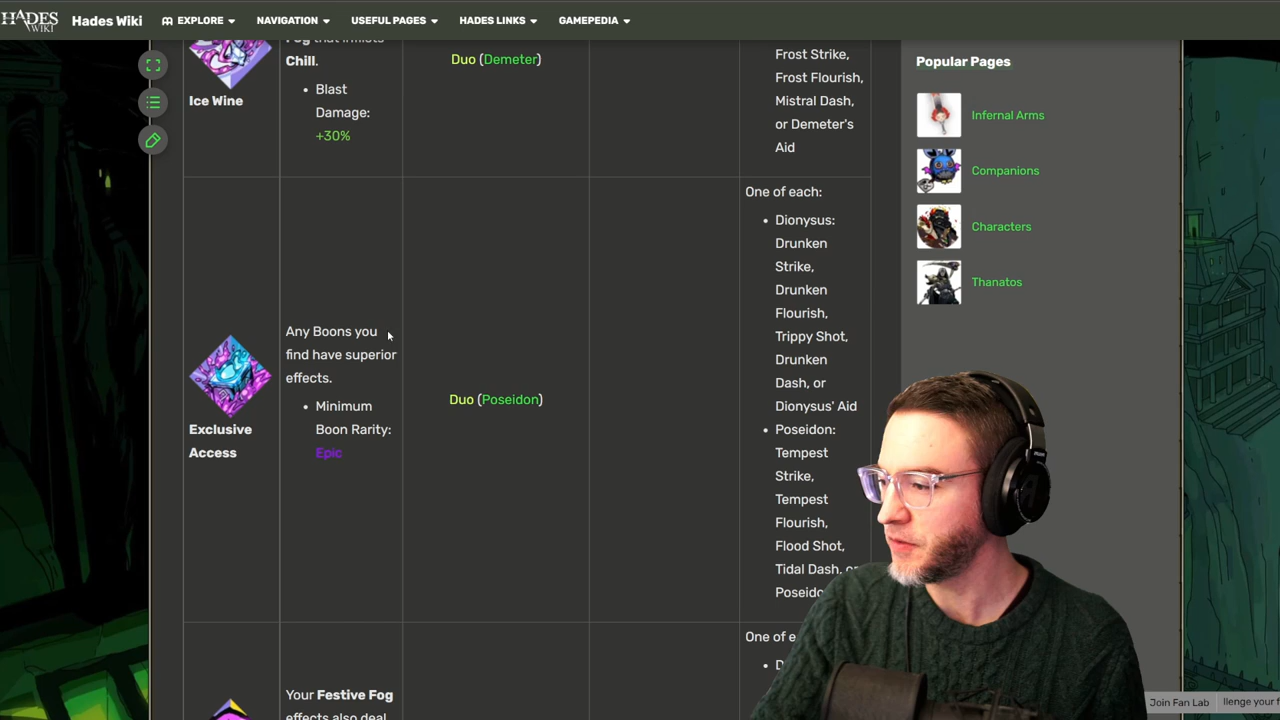 HADES
WIKI
Hades Wiki
EXPLORE
NAVIGATION
USEFUL PAGES
HADES LINKS
GAMEPEDIA
Chill.
Blast
Damage:
+30%
Ice Wine
Duo (Demeter)
Frost Strike,
Frost Flourish,
Mistral Dash,
or Demeter's
Aid
Any Boons you
find have superior
effects.
Minimum
Boon Rarity:
Epic
Exclusive
Access
Duo (Poseidon)
One of each:
Dionysus:
Drunken
Strike,
Drunken
Flourish,
Trippy Shot,
Drunken
Dash, or
Dionysus' Aid
Poseidon:
Tempest
Strike,
Tempest
Flourish,
Flood Shot,
Tidal Dash, or
Your Festive Fog
effects also deal
One of
Popular Pages
Infernal Arms
Companions
Characters
Thanatos
Join Fan Lab